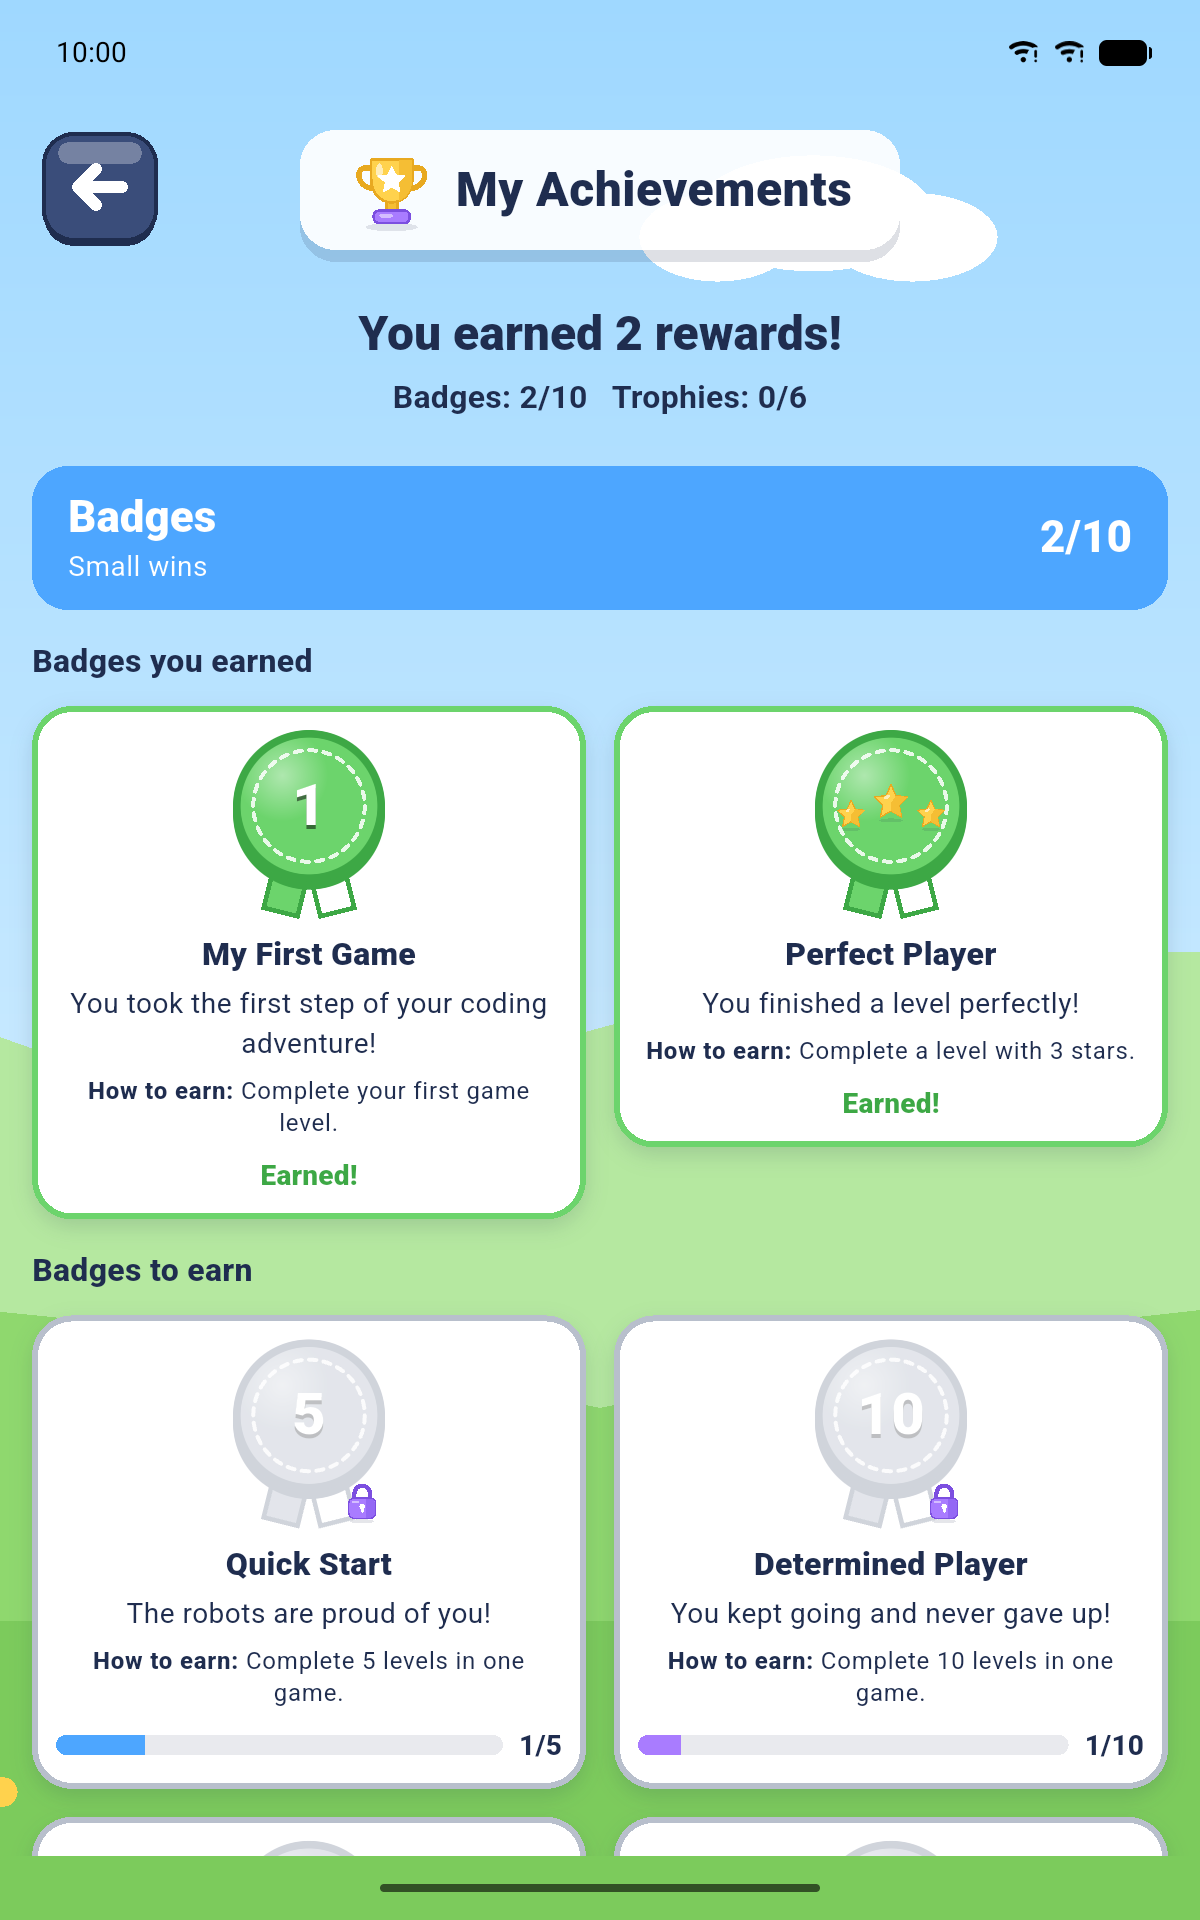 10:00
My Achievements
You earned 2 rewards!
Badges: 2/10 Trophies: 0/6
Badges
Small wins
2/10
Badges you earned
1
My First Game
You took the first step of your coding
adventure!
How to earn: Complete your first game
level.
Earned!
Perfect Player
You finished a level perfectly!
How to earn: Complete a level with 3 stars.
Earned!
Badges to earn
5
Quick Start
The robots are proud of you!
How to earn: Complete 5 levels in one
game.
1/5
10
Determined Player
You kept going and never gave up!
How to earn: Complete 10 levels in one
game.
1/10